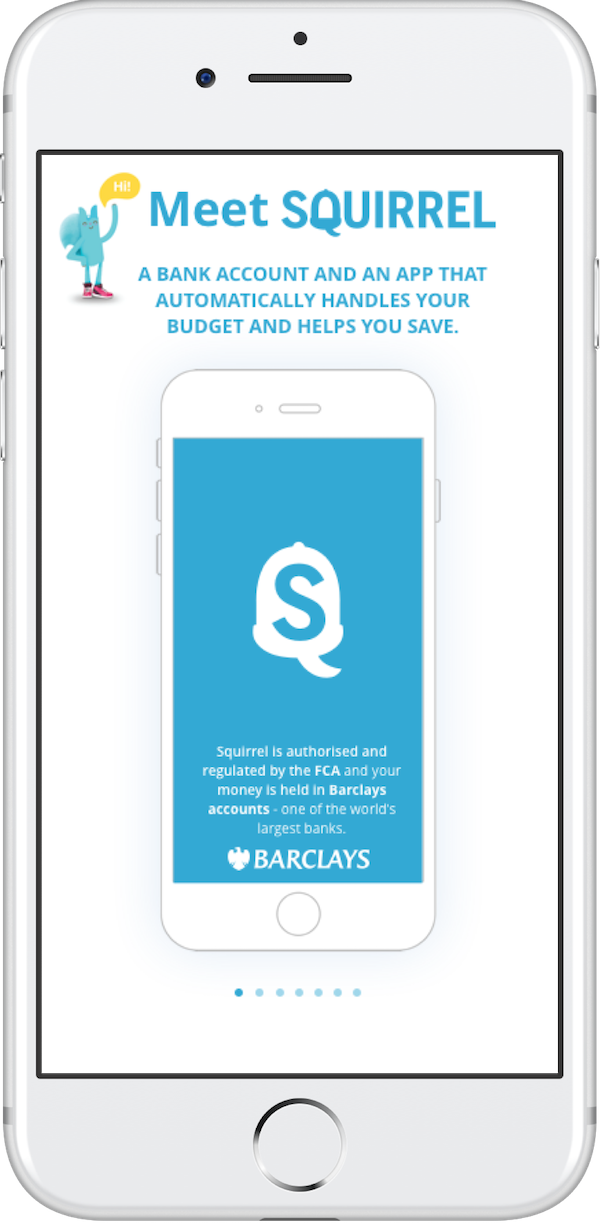 Hi!
Meet SQUIRREL
A BANK ACCOUNT AND AN APP THAT
AUTOMATICALLY HANDLES YOUR
BUDGET AND HELPS YOU SAVE.
SQ
Squirrel is authorised and
regulated by the FCA and your
money is held in Barclays
accounts - one of the world's
largest banks.
BARCLAYS